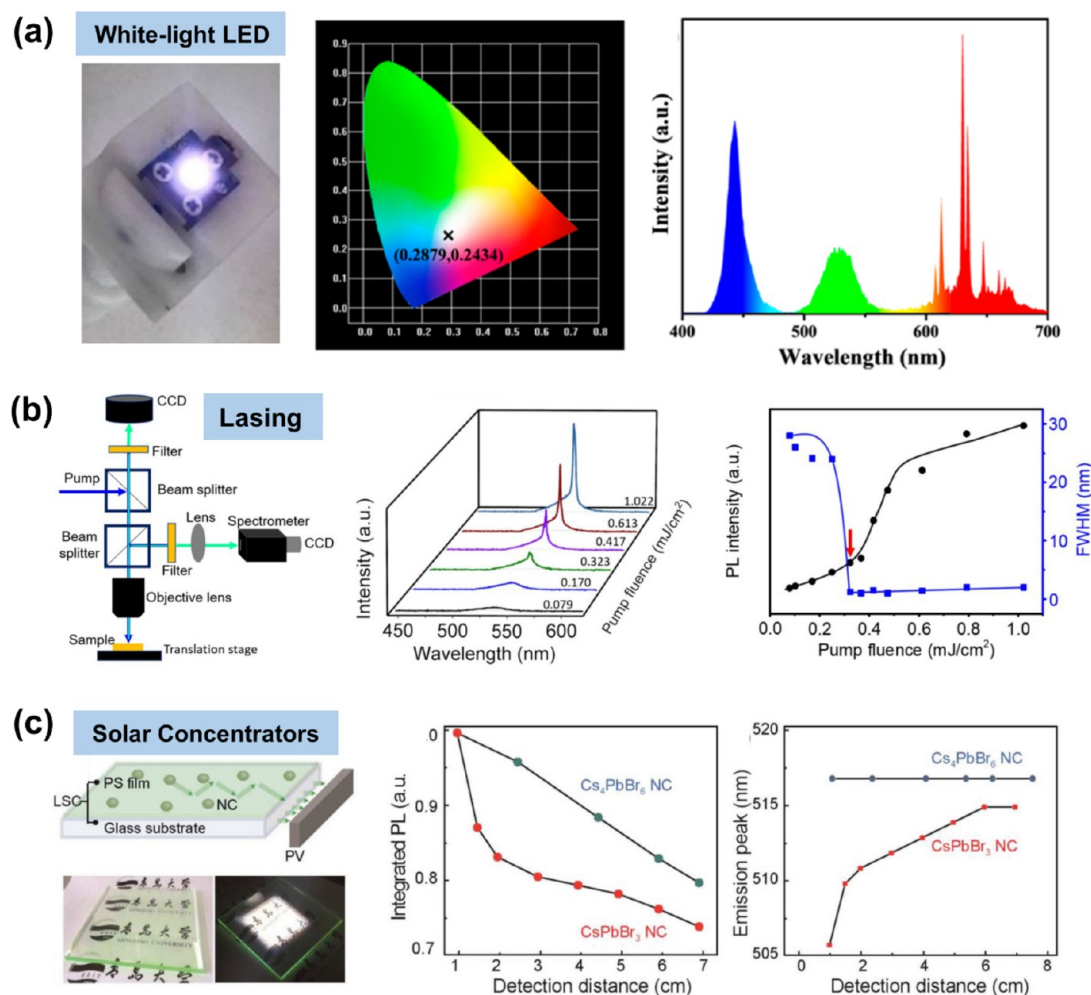 (a)
White-light LED
0.9
0.8
0.7
0.6
0.5
0.4
0.3
0.2
0.1
0.0
0.0 0.1 0.2 0.3 0.4 0.5 0.6 0.7 0.8
(0.2879,0.2434)
Intensity (a.u.)
400 500 600 700
Wavelength (nm)
(b)
Lasing
CCD
Filter
Pump
Beam splitter
Beam
splitter
Lens
Spectrometer
CCD
Filter
Objective lens
Sample
Translation stage
Intensity (a.u.)
1.022
0.613
0.417
0.323
0.170
0.079
Pump fluence (mJ/cm²)
450 500 550 600
Wavelength (nm)
PL intensity (a.u.)
30
20
10
0
FWHM (nm)
0.0 0.2 0.4 0.6 0.8 1.0
Pump fluence (mJ/cm²)
(c)
Solar Concentrators
LSC
PS film
NC
Glass substrate
PV
青岛大学
QINGDAO UNIVERSITY
Integrated PL (a.u.)
0
0.9
0.8
0.7
Cs₄PbBr₆ NC
CsPbBr₃ NC
1 2 3 4 5 6 7
Detection distance (cm)
Emission peak (nm)
520
515
510
505
Cs₄PbBr₆ NC
CsPbBr₃ NC
0 2 4 6 8
Detection distance (cm)